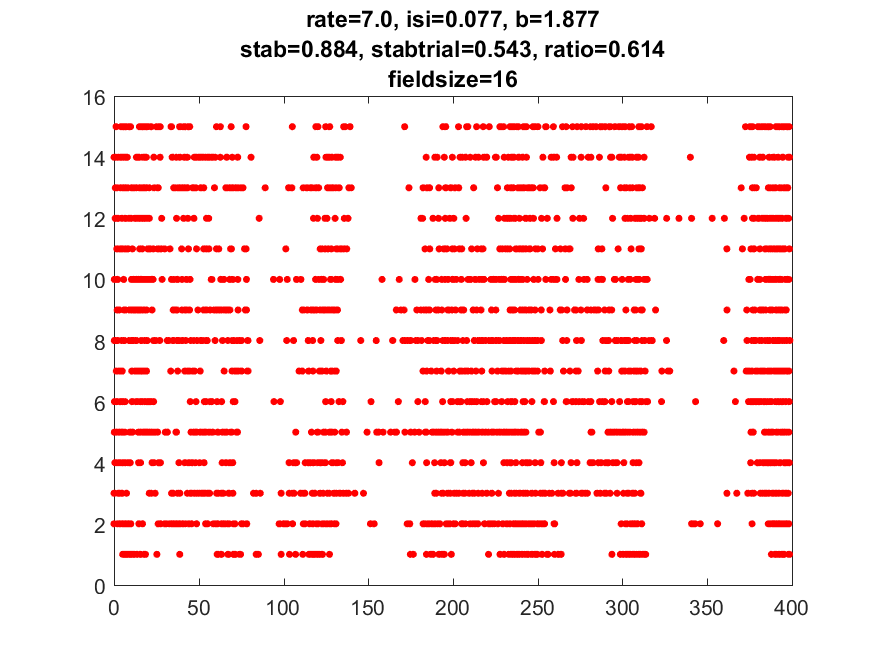 rate=7.0, isi=0.077, b=1.877
stab=0.884, stabtrial=0.543, ratio=0.614
fieldsize=16
16
14
12
10
8
6
4
2
0
0 50 100 150 200 250 300 350 400